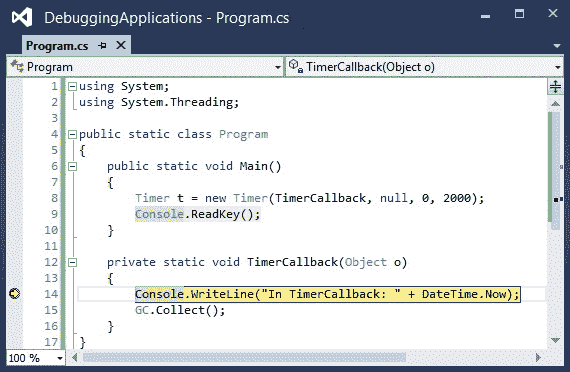 DebuggingApplications - Program.cs
Program.cs
Program
TimerCallback(Object o)
1 using System;
2 using System.Threading;
3
4 public static class Program
5 {
6 public static void Main()
7 {
8 Timer t = new Timer(TimerCallback, null, 0, 2000);
9 Console.ReadKey();
10 }
11
12 private static void TimerCallback(Object o)
13 {
14 Console.WriteLine("In TimerCallback: " + DateTime.Now);
15 GC.Collect();
16 }
17 }
100 %